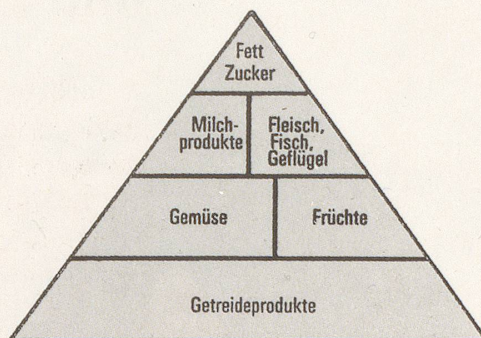 Fett
Zucker
Milch-
produkte
Fleisch,
Fisch,
Geflügel
Gemüse
Früchte
Getreideprodukte